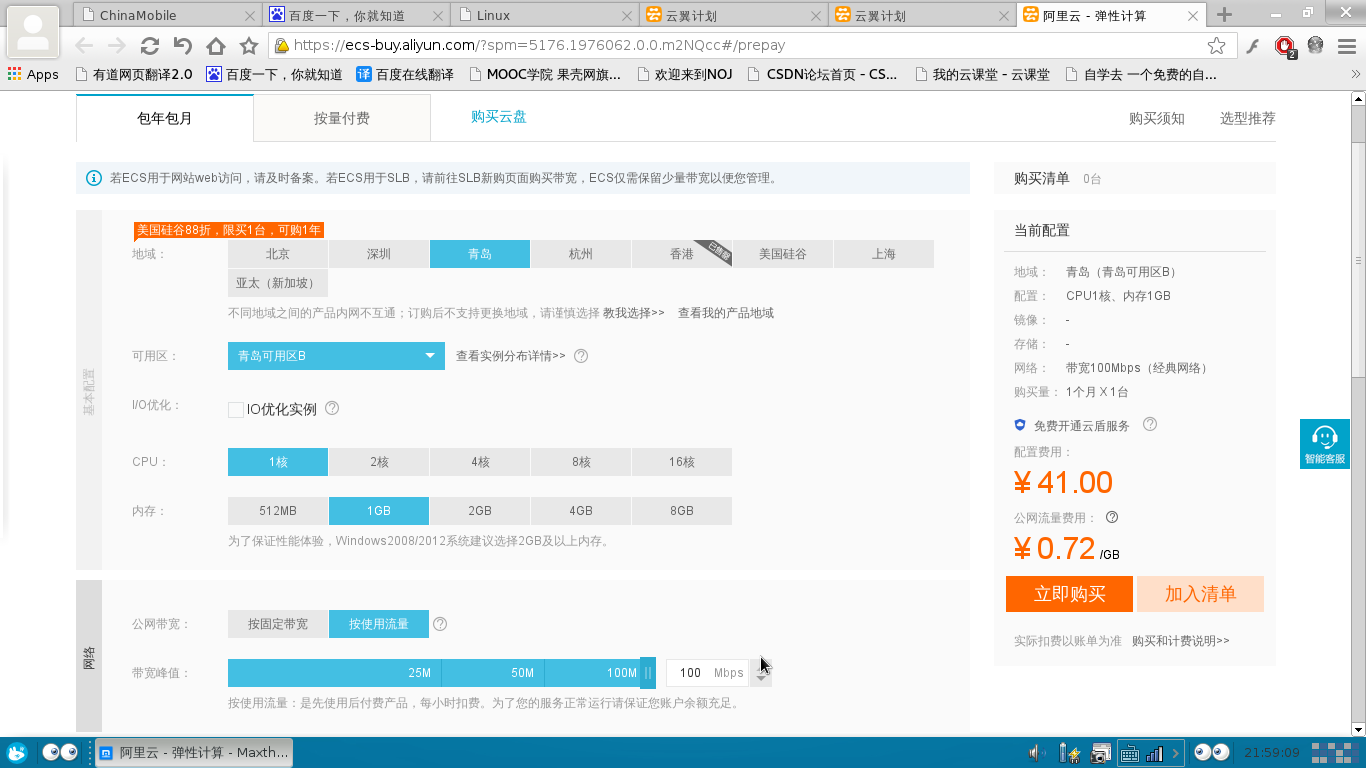 ChinaMobile
百度一下，你就知道
Linux
云翼计划
云翼计划
阿里云 - 弹性计算
https://ecs-buy.aliyun.com/?spm=5176.1976062.0.0.m2NQcc#/prepay
2
Apps
有道网页翻译2.0
百度一下，你就知道
译 百度在线翻译
MOOC学院 果壳网旗...
欢迎来到NOJ
CSDN论坛首页 - CS...
我的云课堂 - 云课堂
自学去 一个免费的自...
包年包月
按量付费
购买云盘
购买须知
选型推荐
若ECS用于网站web访问，请及时备案。若ECS用于SLB，请前往SLB新购页面购买带宽，ECS仅需保留少量带宽以便您管理。
基本配置
美国硅谷88折，限买1台，可购1年
地域：
北京
深圳
青岛
杭州
香港
已售罄
美国硅谷
上海
亚太（新加坡）
不同地域之间的产品内网不互通；订购后不支持更换地域，请谨慎选择 教我选择>> 查看我的产品地域
可用区：
青岛可用区B
查看实例分布详情>>
I/O优化：
IO优化实例
CPU：
1核
2核
4核
8核
16核
内存：
512MB
1GB
2GB
4GB
8GB
为了保证性能体验，Windows2008/2012系统建议选择2GB及以上内存。
网络
公网带宽：
按固定带宽
按使用流量
带宽峰值：
25M
50M
100M
100 Mbps
按使用流量：是先使用后付费产品，每小时扣费。为了您的服务正常运行请保证您账户余额充足。
购买清单 0台
当前配置
地域： 青岛（青岛可用区B）
配置： CPU1核、内存1GB
镜像： -
存储： -
网络： 带宽100Mbps（经典网络）
购买量： 1个月 X 1台
免费开通云盾服务
配置费用：
¥ 41.00
公网流量费用：
¥ 0.72 /GB
立即购买
加入清单
实际扣费以账单为准 购买和计费说明>>
智能客服
阿里云 - 弹性计算 - Maxth...
21:59:09